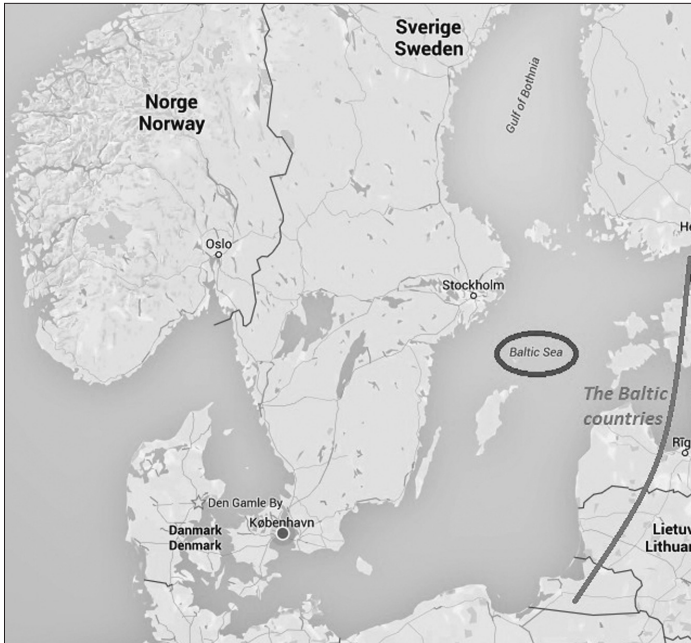 Sverige
Sweden
Norge
Norway
Gulf of Bothnia
Oslo
Stockholm
Baltic Sea
The Baltic
countries
Den Gamle By
København
Danmark
Denmark